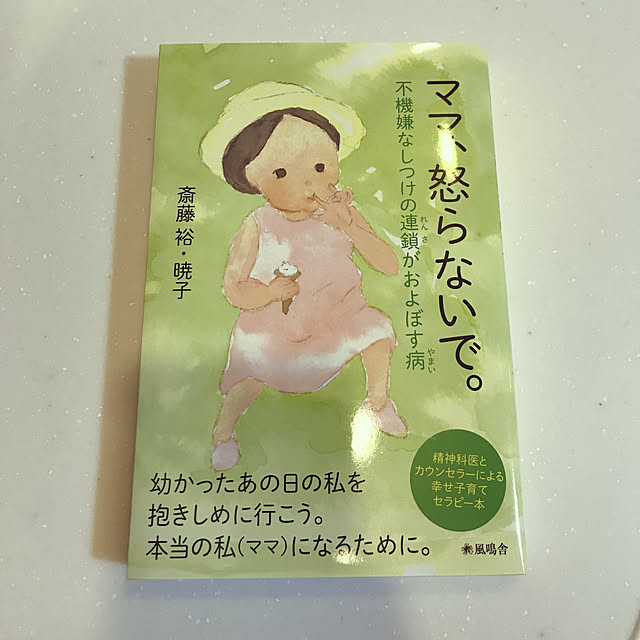 ママ、怒らないで。
不機嫌なしつけの連鎖がおよぼす病
れんさ
やまい
斎藤 裕・暁子
精神科医と
カウンセラーによる
幸せ子育て
セラピー本
幼かったあの日の私を
抱きしめに行こう。
本当の私(ママ)になるために。
風鳴舎